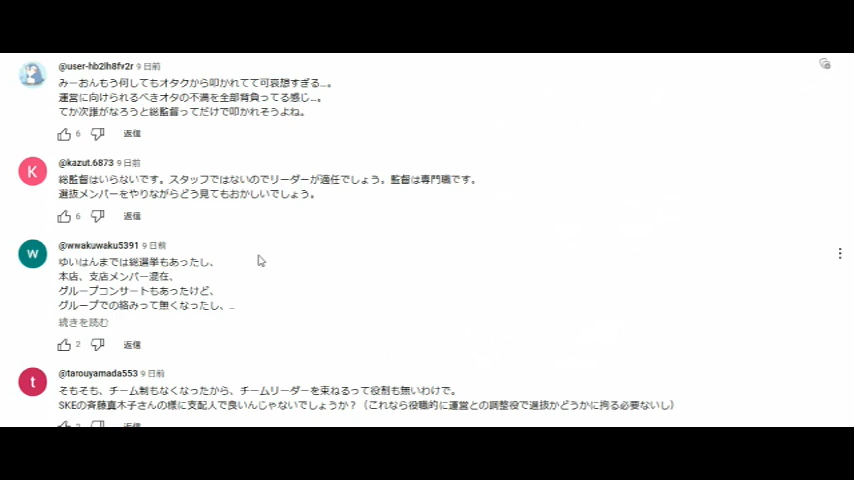 @user-hb2lh8fv2r 9 日前
みーおんもう何してもオタクから叩かれてて可哀想すぎる…。
運営に向けられるべきオタの不満を全部背負ってる感じ…。
てか次誰がなろうと総監督ってだけで叩かれそうよね。
6 返信
K
@kazut.6873 9 日前
総監督はいらないです。スタッフではないのでリーダーが適任でしょう。監督は専門職です。
選抜メンバーをやりながらどう見てもおかしいでしょう。
6 返信
w
@wwakuwaku5391 9 日前
ゆいはんまでは総選挙もあったし、
本店、支店メンバー混在、
グループコンサートもあったけど、
グループでの絡みって無くなったし、…
続きを読む
2 返信
t
@tarouyamada553 9 日前
そもそも、チーム制もなくなったから、チームリーダーを束ねるって役割も無いわけで。
SKEの斉藤真木子さんの様に支配人で良いんじゃないでしょうか？（これなら役職的に運営との調整役で選抜かどうかに拘る必要ないし）